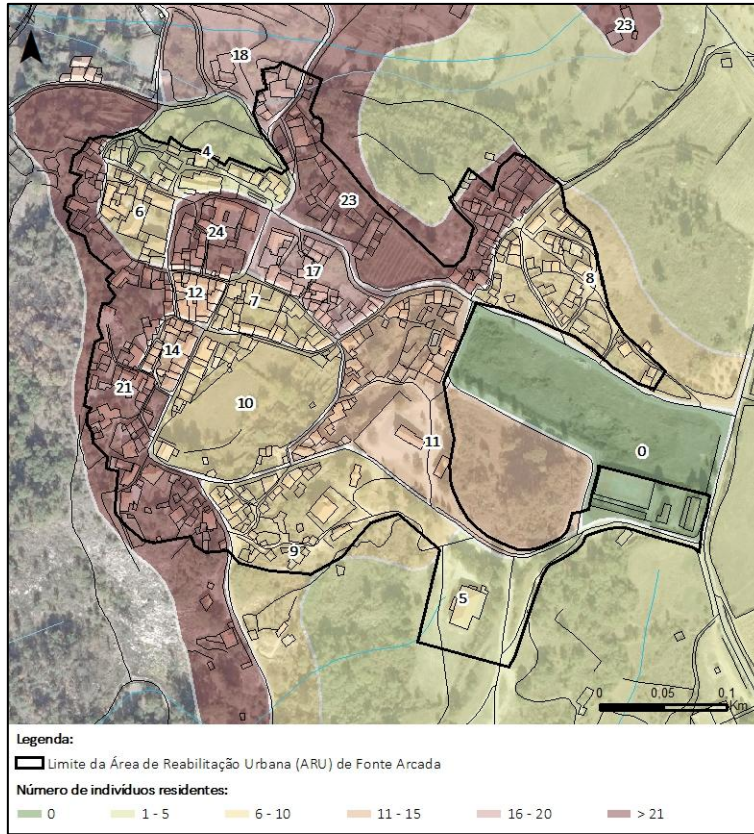 23
18
4
23
6
24
8
17
12
7
14
21
10
11
0
9
5
0 0,05 0,1
Km
Legenda:
Limite da Área de Reabilitação Urbana (ARU) de Fonte Arcada
Número de indivíduos residentes:
0 1 - 5 6 - 10 11 - 15 16 - 20 > 21